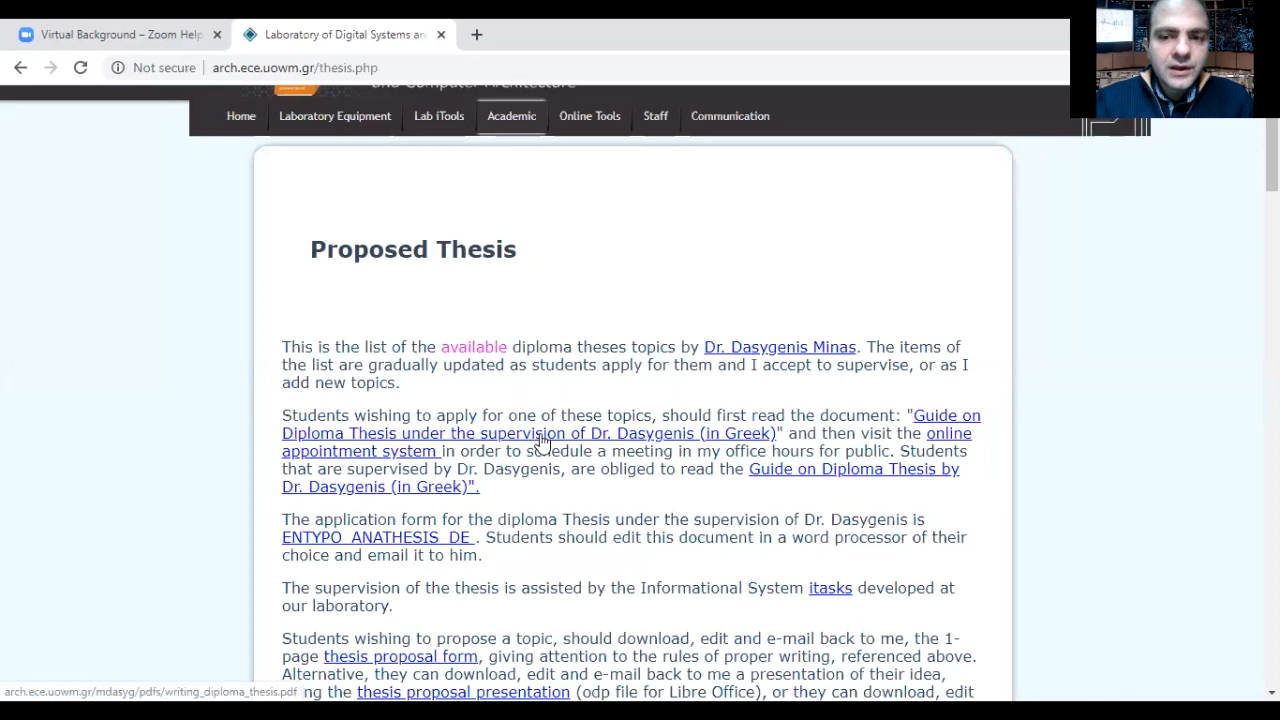 Virtual Background – Zoom Help
Laboratory of Digital Systems an
Not secure
arch.ece.uowm.gr/thesis.php
and Computer Architecture
Home
Laboratory Equipment
Lab iTools
Academic
Online Tools
Staff
Communication
Proposed Thesis
This is the list of the available diploma theses topics by Dr. Dasygenis Minas. The items of
the list are gradually updated as students apply for them and I accept to supervise, or as I
add new topics.
Students wishing to apply for one of these topics, should first read the document: "Guide on
Diploma Thesis under the supervision of Dr. Dasygenis (in Greek)" and then visit the online
appointment system in order to schedule a meeting in my office hours for public. Students
that are supervised by Dr. Dasygenis, are obliged to read the Guide on Diploma Thesis by
Dr. Dasygenis (in Greek)".
The application form for the diploma Thesis under the supervision of Dr. Dasygenis is
ENTYPO_ANATHESIS_DE . Students should edit this document in a word processor of their
choice and email it to him.
The supervision of the thesis is assisted by the Informational System itasks developed at
our laboratory.
Students wishing to propose a topic, should download, edit and e-mail back to me, the 1-
page thesis proposal form, giving attention to the rules of proper writing, referenced above.
Alternative, they can download, edit and e-mail back to me a presentation of their idea,
ing the thesis proposal presentation (odp file for Libre Office), or they can download, edit
arch.ece.uowm.gr/mdasyg/pdfs/writing_diploma_thesis.pdf